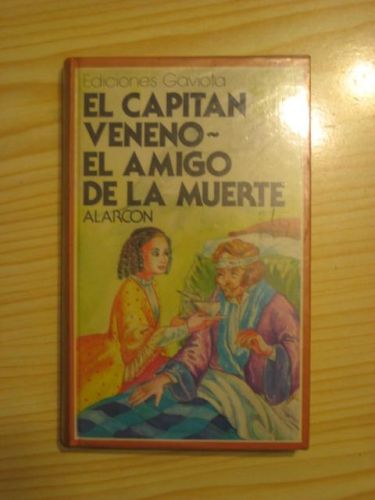 Ediciones Gaviota
EL CAPITAN
VENENO~
EL AMIGO
DE LA MUERTE
ALARCON